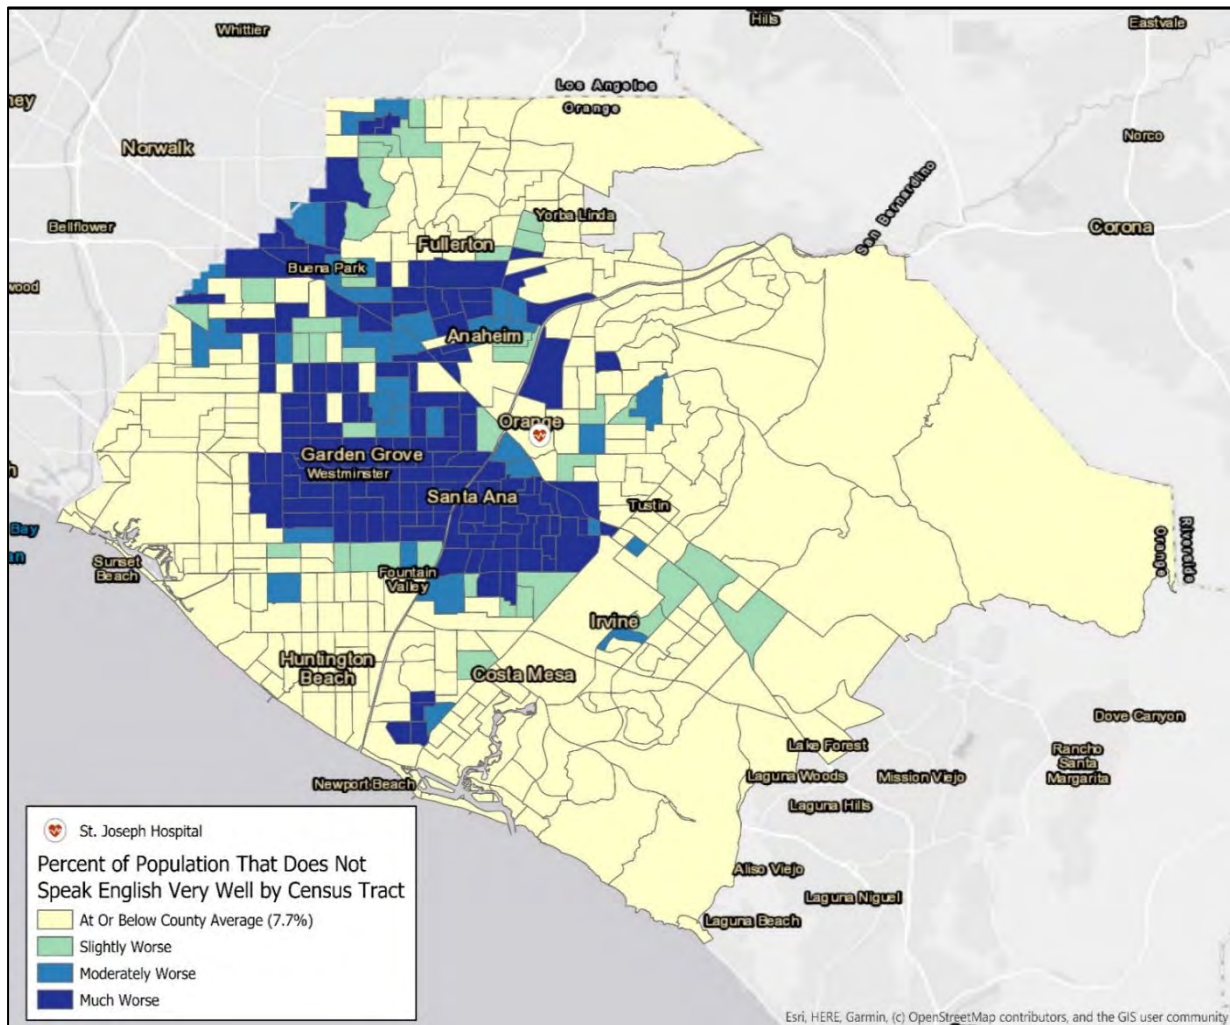 Whittier
Hills
Eastvale
Los Angeles
Orange
ney
Norco
Norwalk
San Bernardino
Yorba Linda
Bellflower
Corona
Fullerton
Buena Park
wood
Anaheim
Orange
Garden Grove
Westminster
h
Santa Ana
Tustin
Bay
an
Sunset
Beach
Fountain
Valley
Orange
Riverside
Irvine
Huntington
Beach
Costa Mesa
Dove Canyon
Lake Forest
Rancho
Santa
Margarita
Newport Beach
Laguna Woods
Mission Viejo
Laguna Hills
Aliso Viejo
Laguna Niguel
Laguna Beach
St. Joseph Hospital
Percent of Population That Does Not
Speak English Very Well by Census Tract
At Or Below County Average (7.7%)
Slightly Worse
Moderately Worse
Much Worse
Esri, HERE, Garmin, (c) OpenStreetMap contributors, and the GIS user community